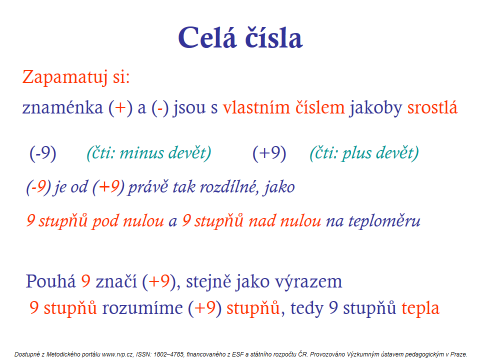 Celá čísla
Zapamatuj si:
znaménka (+) a (-) jsou s vlastním číslem jakoby srostlá
(-9) (čti: minus devět) (+9) (čti: plus devět)
(-9) je od (+9) právě tak rozdílné, jako
9 stupňů pod nulou a 9 stupňů nad nulou na teploměru
Pouhá 9 značí (+9), stejně jako výrazem
9 stupňů rozumíme (+9) stupňů, tedy 9 stupňů tepla
Dostupné z Metodického portálu www.rvp.cz, ISSN: 1802–4785, financovaného z ESF a státního rozpočtu ČR. Provozováno Výzkumným ústavem pedagogickým v Praze.